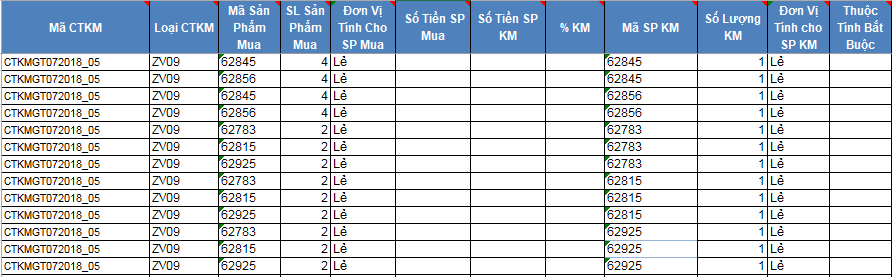 Mã CTKM Loại CTKM Mã Sản Phẩm Mua SL Sản Phẩm Mua Đơn Vị Tính Cho SP Mua Số Tiền SP Mua Số Tiền SP KM % KM Mã SP KM Số Lượng KM Đơn Vị Tính cho SP KM Thuộc Tính Bắt Buộc
CTKMGT072018_05 ZV09 62845 4 Lẻ 62845 1 Lẻ
CTKMGT072018_05 ZV09 62856 4 Lẻ 62845 1 Lẻ
CTKMGT072018_05 ZV09 62845 4 Lẻ 62856 1 Lẻ
CTKMGT072018_05 ZV09 62856 4 Lẻ 62856 1 Lẻ
CTKMGT072018_05 ZV09 62783 2 Lẻ 62783 1 Lẻ
CTKMGT072018_05 ZV09 62815 2 Lẻ 62783 1 Lẻ
CTKMGT072018_05 ZV09 62925 2 Lẻ 62783 1 Lẻ
CTKMGT072018_05 ZV09 62783 2 Lẻ 62815 1 Lẻ
CTKMGT072018_05 ZV09 62815 2 Lẻ 62815 1 Lẻ
CTKMGT072018_05 ZV09 62925 2 Lẻ 62815 1 Lẻ
CTKMGT072018_05 ZV09 62783 2 Lẻ 62925 1 Lẻ
CTKMGT072018_05 ZV09 62815 2 Lẻ 62925 1 Lẻ
CTKMGT072018_05 ZV09 62925 2 Lẻ 62925 1 Lẻ